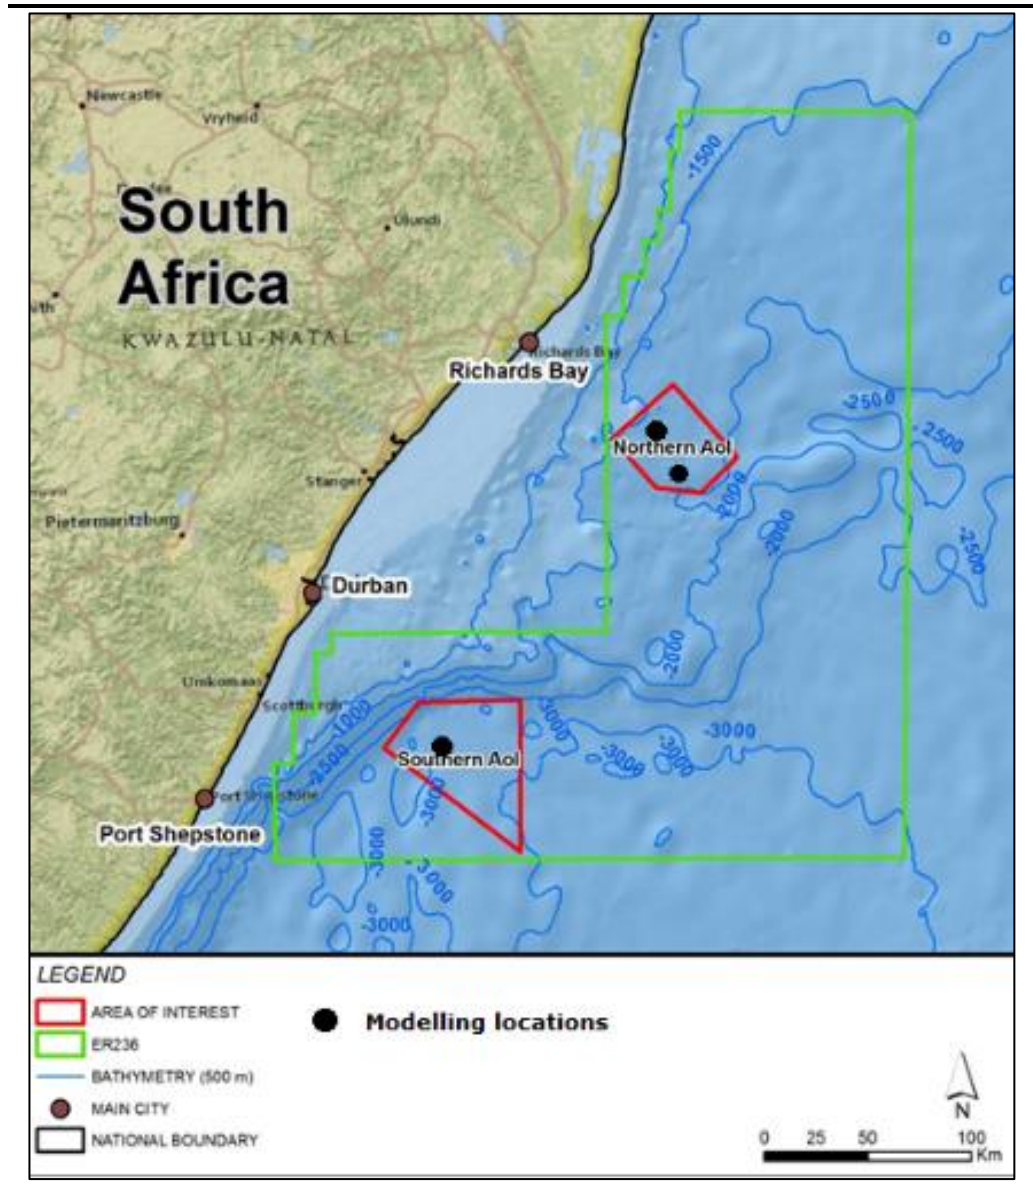 Newcastle
Vryheid
South
Africa
Ulundi
KWAZULU-NATAL
Richards Bay
Richards Bay
-1500
-2500
-2500
Northern AoI
-2000
-2000
-2500
Stanger
Pietermaritzburg
Durban
-2000
Umkomaas
Scottburgh
-1000
-2500
-3000
-3000
-3000
-3000
Southern AoI
-3000
Port Shepstone
Port Shepstone
-3000
-3000
-3000
LEGEND
AREA OF INTEREST
Modelling locations
ER236
BATHYMETRY (500 m)
MAIN CITY
NATIONAL BOUNDARY
N
0 25 50 100
Km